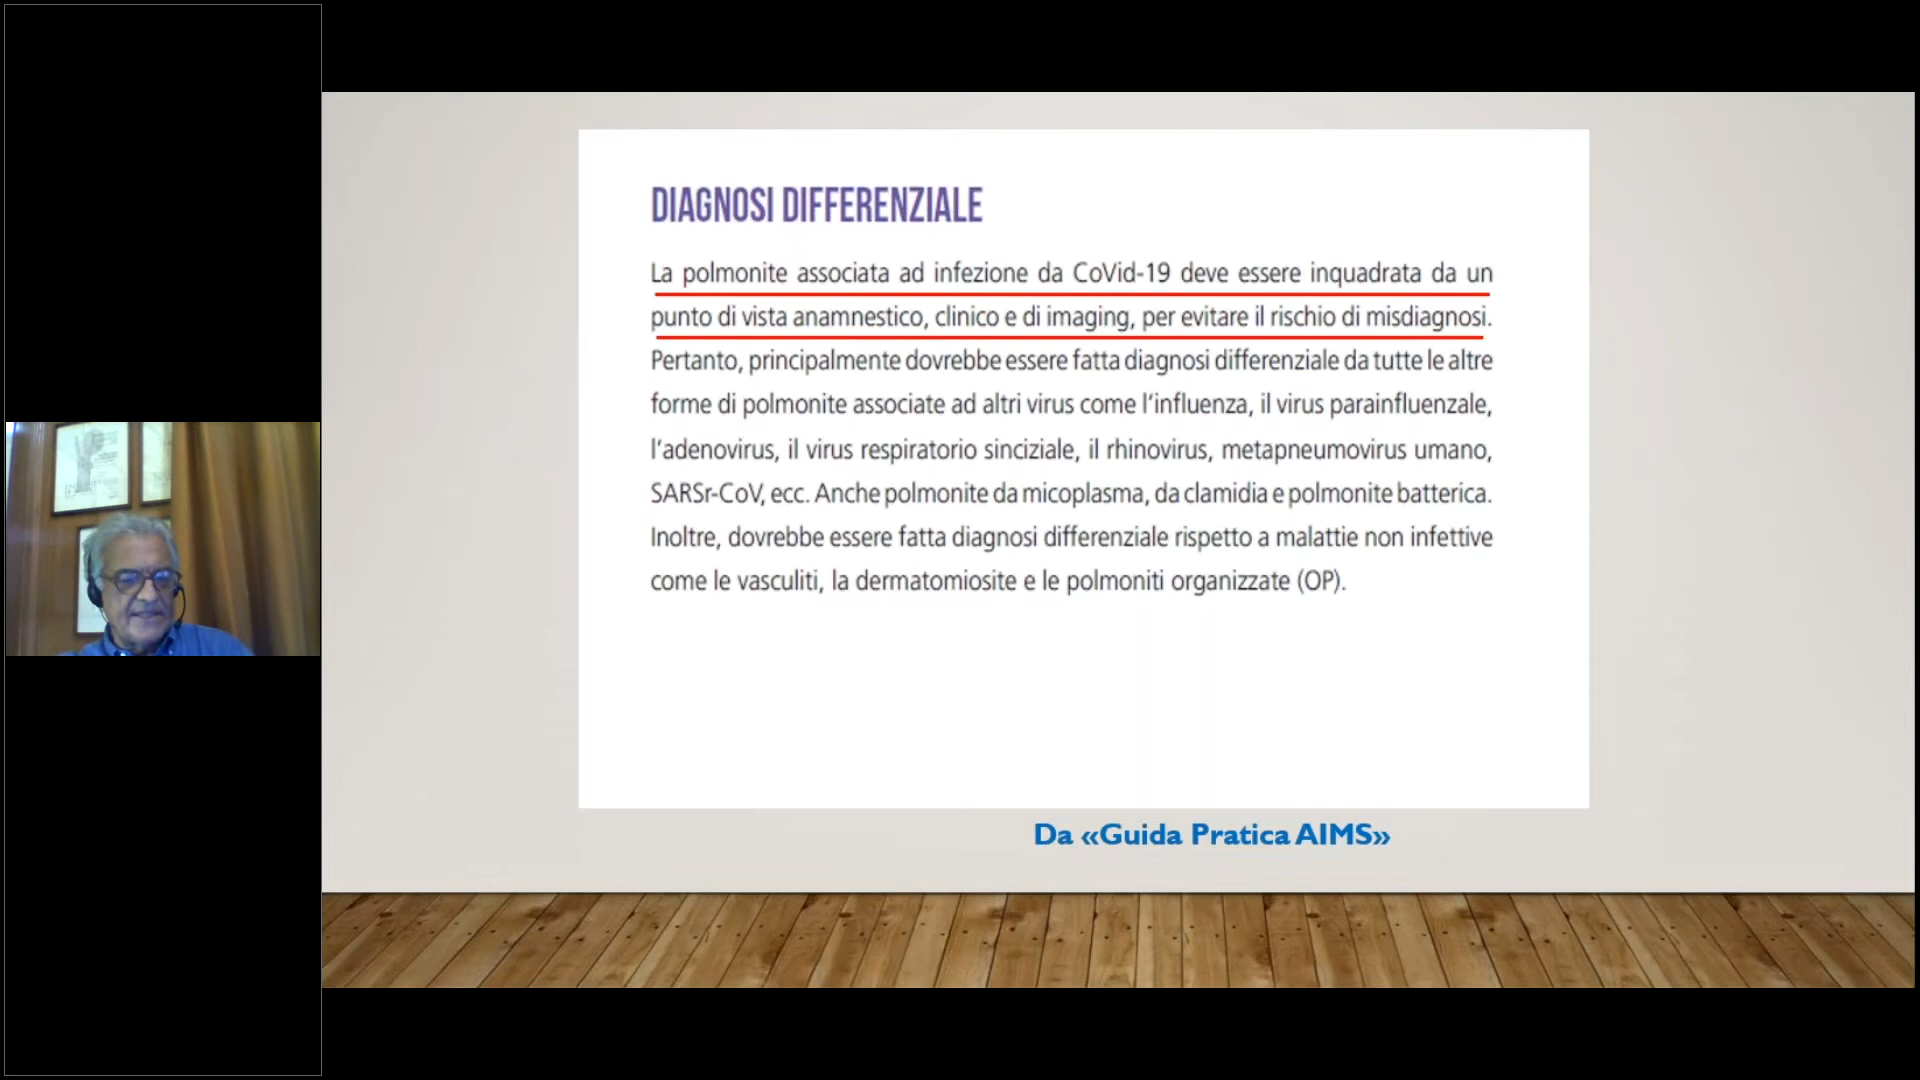 DIAGNOSI DIFFERENZIALE
La polmonite associata ad infezione da CoVid-19 deve essere inquadrata da un
punto di vista anamnestico, clinico e di imaging, per evitare il rischio di misdiagnosi.
Pertanto, principalmente dovrebbe essere fatta diagnosi differenziale da tutte le altre
forme di polmonite associate ad altri virus come l'influenza, il virus parainfluenzale,
l'adenovirus, il virus respiratorio sinciziale, il rhinovirus, metapneumovirus umano,
SARSr-CoV, ecc. Anche polmonite da micoplasma, da clamidia e polmonite batterica.
Inoltre, dovrebbe essere fatta diagnosi differenziale rispetto a malattie non infettive
come le vasculiti, la dermatomiosite e le polmoniti organizzate (OP).
Da «Guida Pratica AIMS»